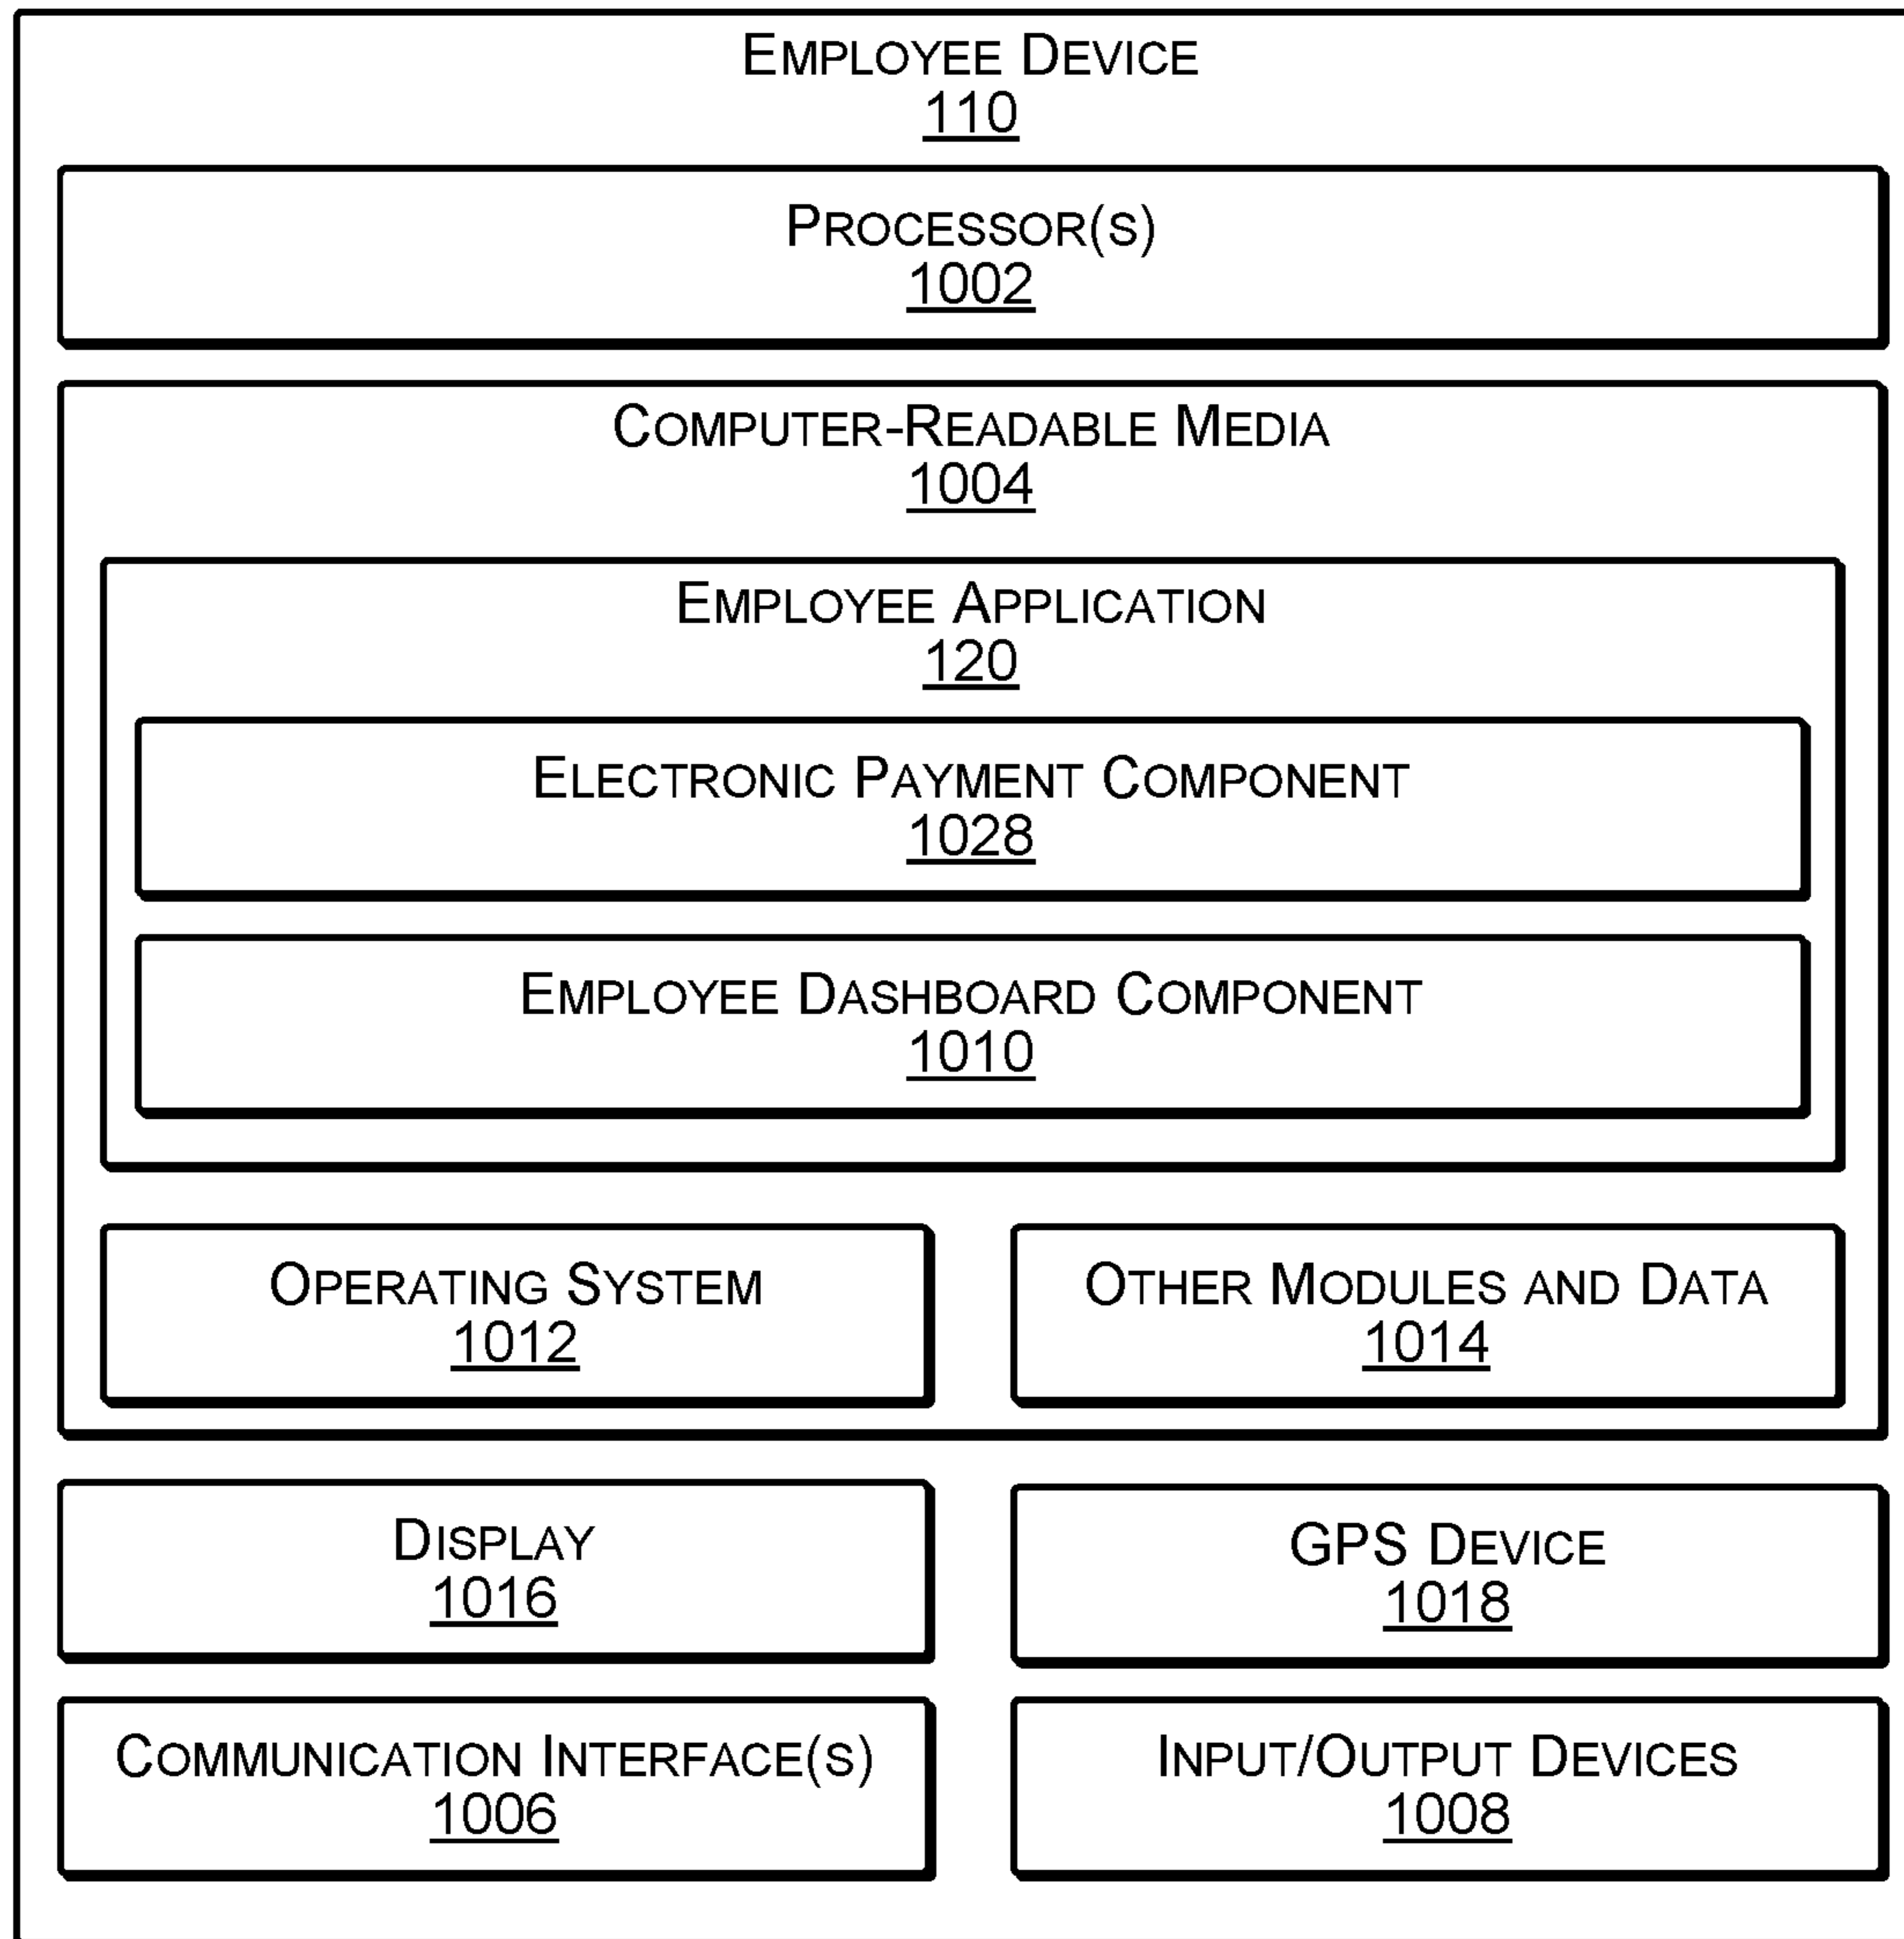 Employee Device
110
Processor(s)
1002
Computer-Readable Media
1004
Employee Application
120
Electronic Payment Component
1028
Employee Dashboard Component
1010
Operating System
1012
Other Modules and Data
1014
Display
1016
GPS Device
1018
Communication Interface(s)
1006
Input/Output Devices
1008